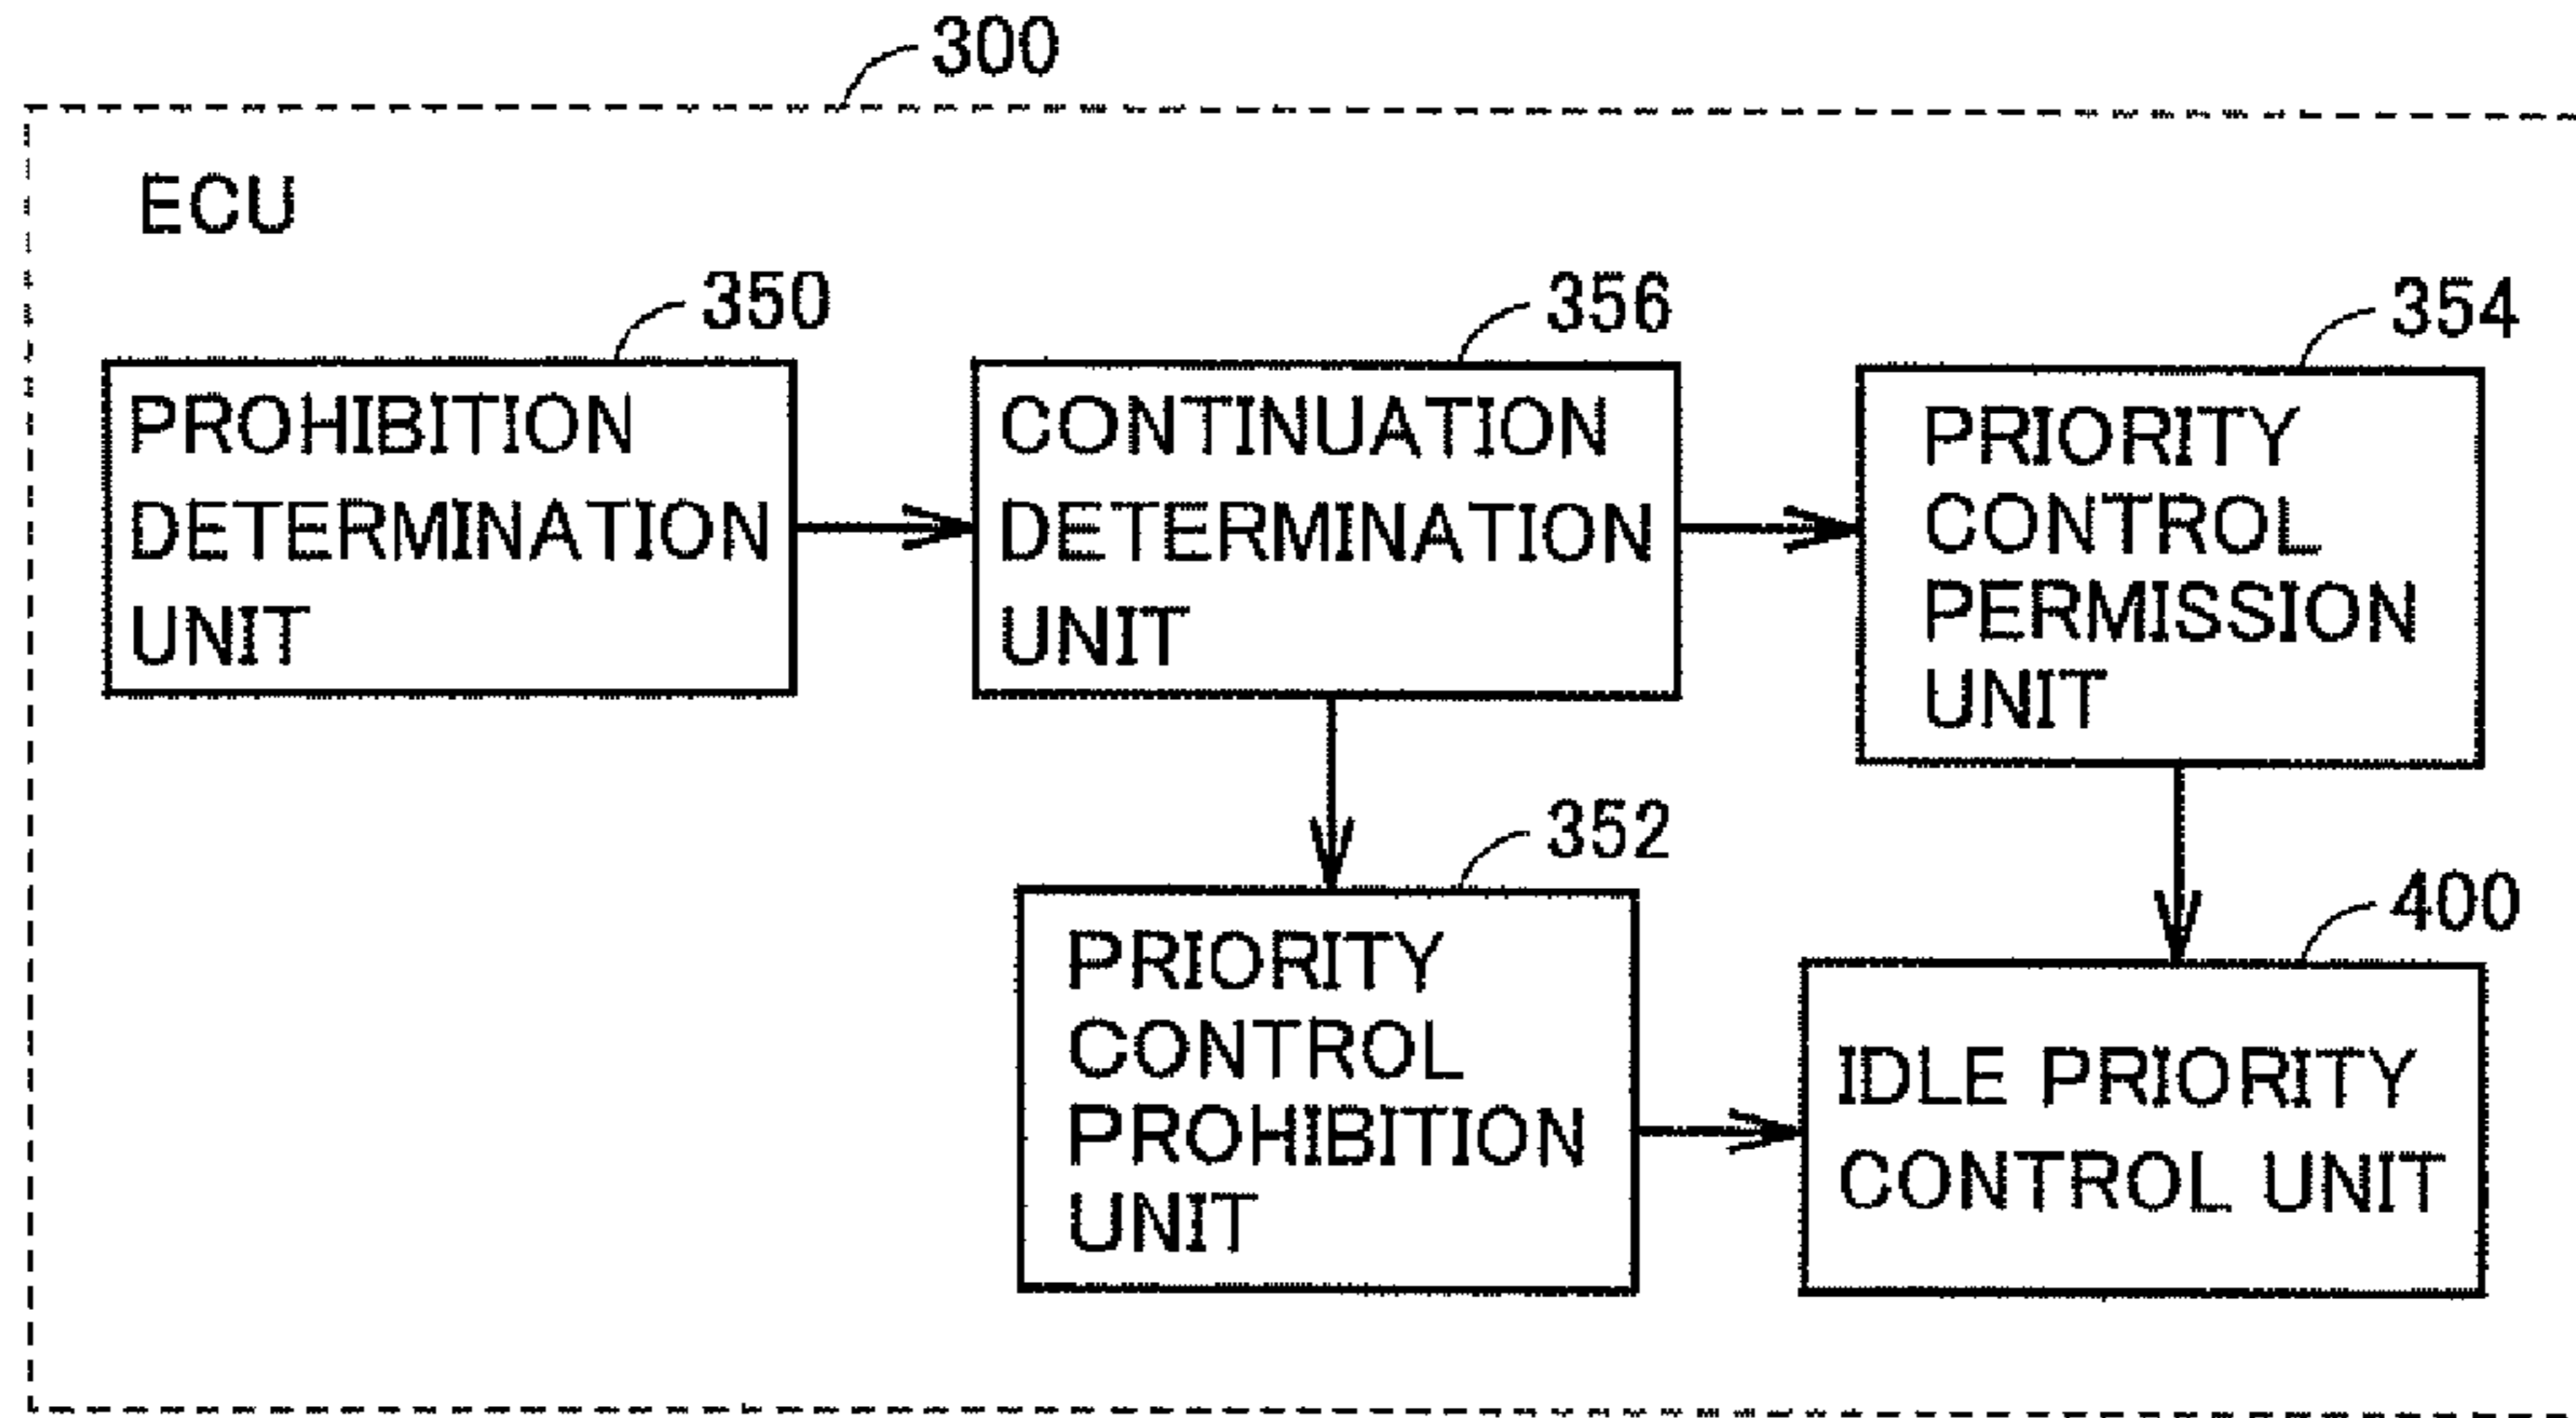 300
ECU
350
PROHIBITION
DETERMINATION
UNIT
356
CONTINUATION
DETERMINATION
UNIT
354
PRIORITY
CONTROL
PERMISSION
UNIT
352
PRIORITY
CONTROL
PROHIBITION
UNIT
400
IDLE PRIORITY
CONTROL UNIT